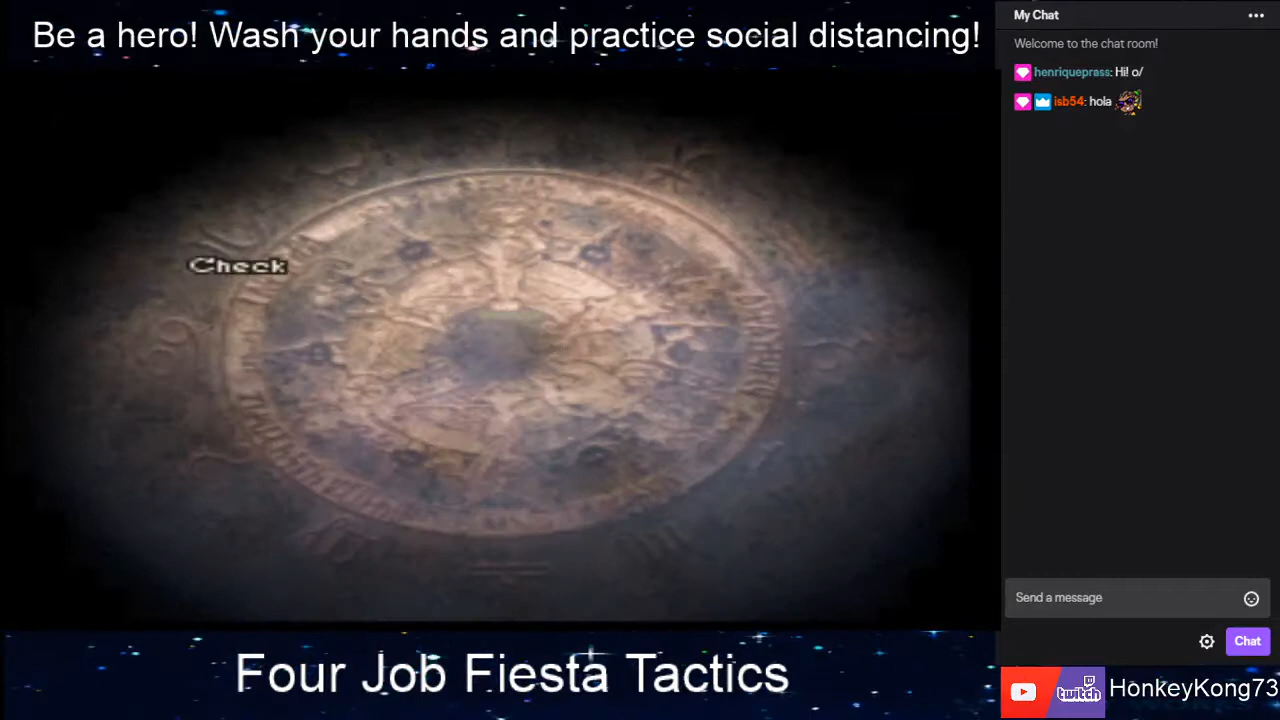 Be a hero! Wash your hands and practice social distancing!
My Chat
Welcome to the chat room!
henriqueprass: Hi! o/
isb54: hola
Check
Send a message
Chat
Four Job Fiesta Tactics
twitch
HonkeyKong73